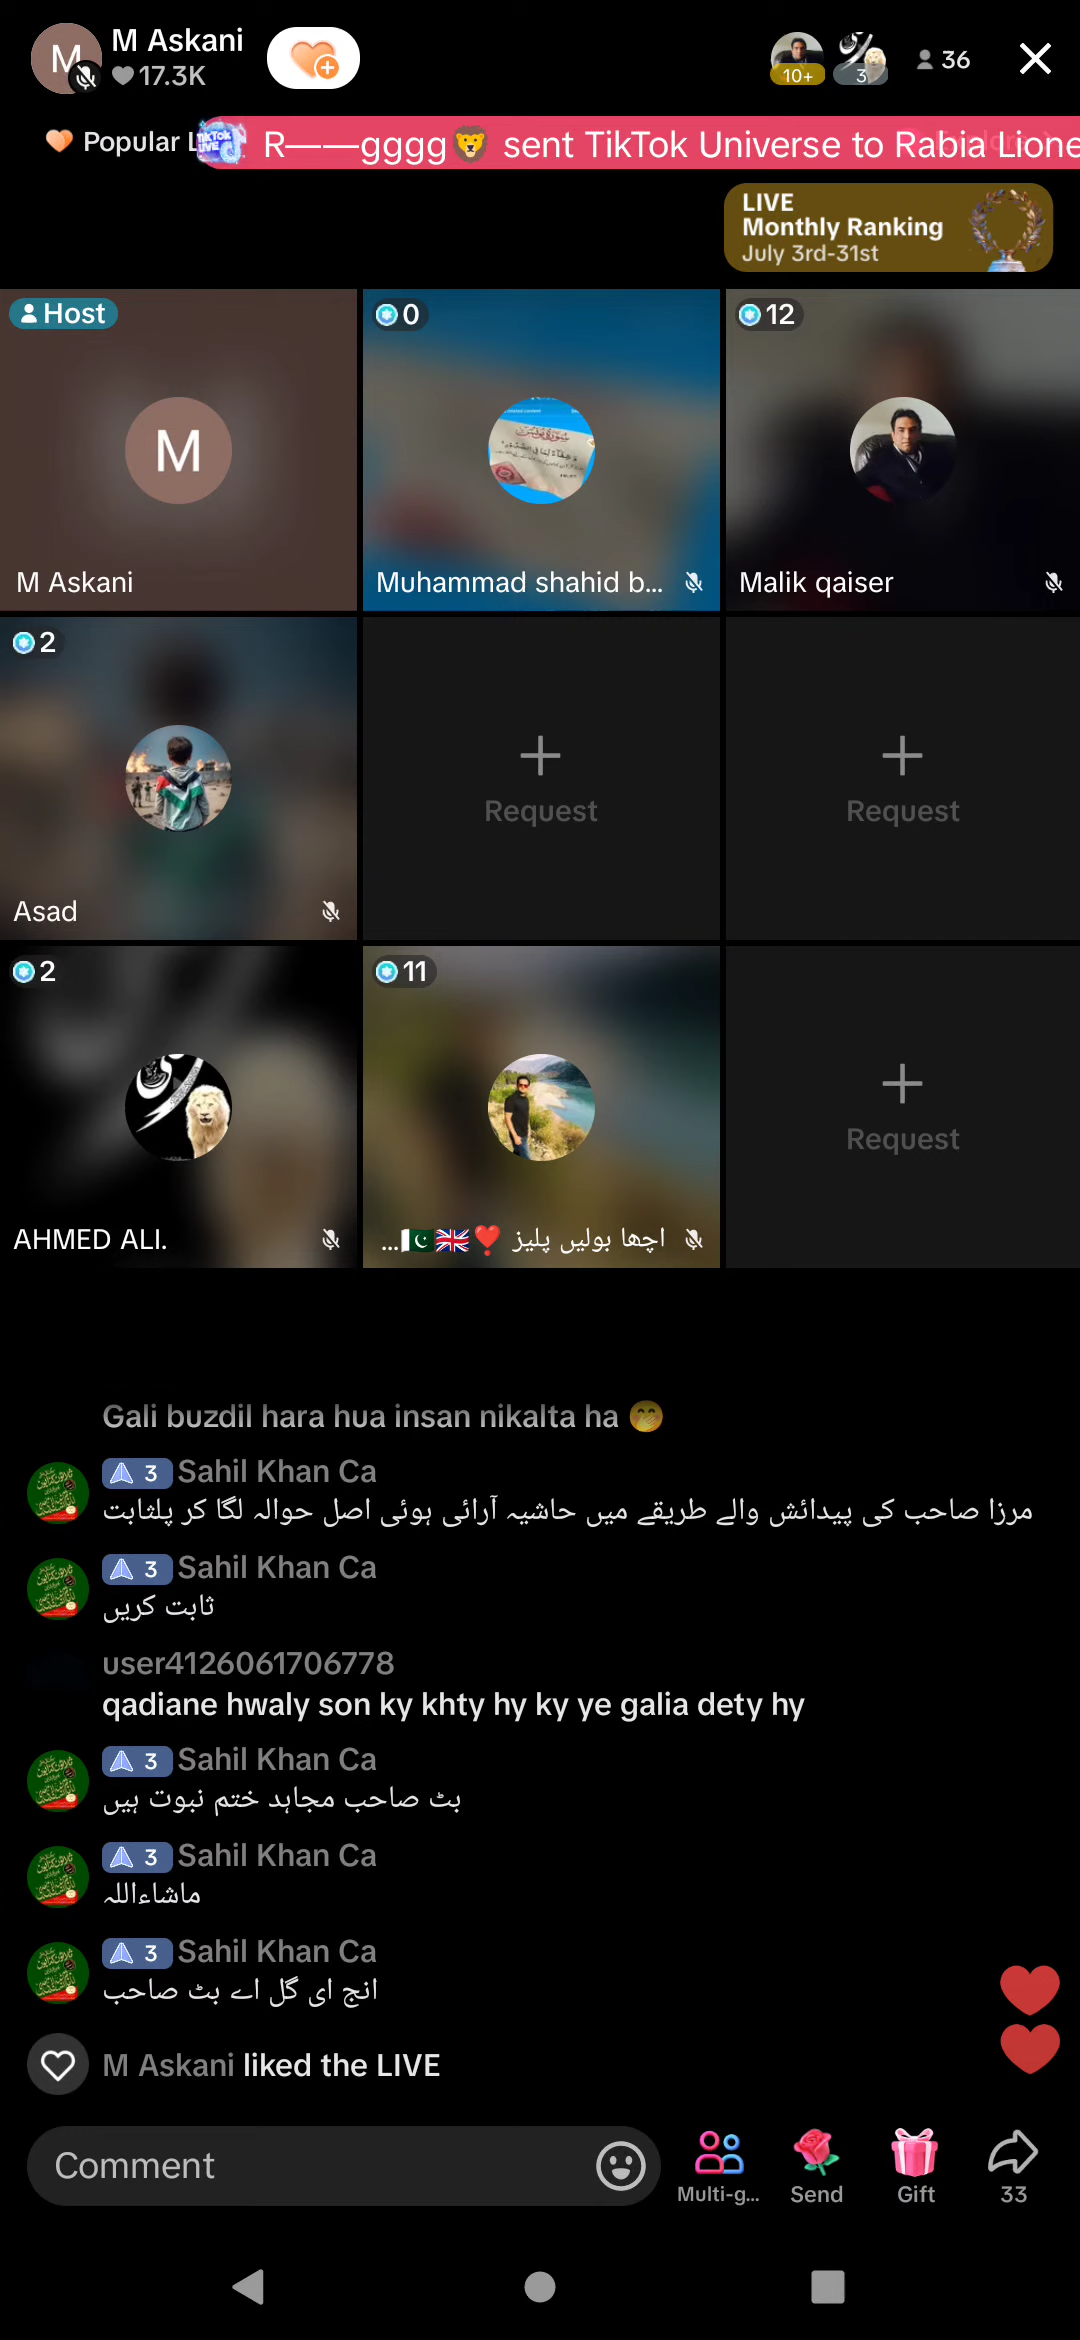 M Askani
17.3K
10+
3
36
Popular L
R——gggg🦁 sent TikTok Universe to Rabia Lione
LIVE
Monthly Ranking
July 3rd-31st
Host
M
M Askani
0
Muhammad shahid b...
12
Malik qaiser
2
Asad
Request
Request
2
AHMED ALI.
11
اچھا بولیں پلیز ❤️🇬🇧🇵🇰...
Request
Gali buzdil hara hua insan nikalta ha 🤭
3 Sahil Khan Ca
مرزا صاحب کی پیدائش والے طریقے میں حاشیہ آرائی ہوئی اصل حوالہ لگا کر پلثابت
3 Sahil Khan Ca
ثابت کریں
user4126061706778
qadiane hwaly son ky khty hy ky ye galia dety hy
3 Sahil Khan Ca
بٹ صاحب مجاہد ختم نبوت ہیں
3 Sahil Khan Ca
ماشاءاللہ
3 Sahil Khan Ca
انج ای گل اے بٹ صاحب
M Askani liked the LIVE
Comment
Multi-g...
Send
Gift
33